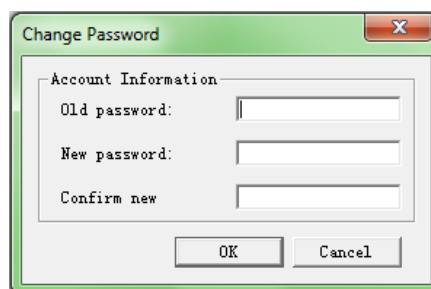 Change Password
Account Information
Old password:
New password:
Confirm new
OK Cancel